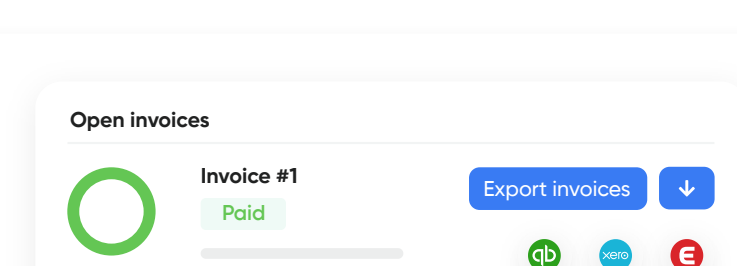 Open invoices
Invoice #1
Export invoices
Paid
qb
xero